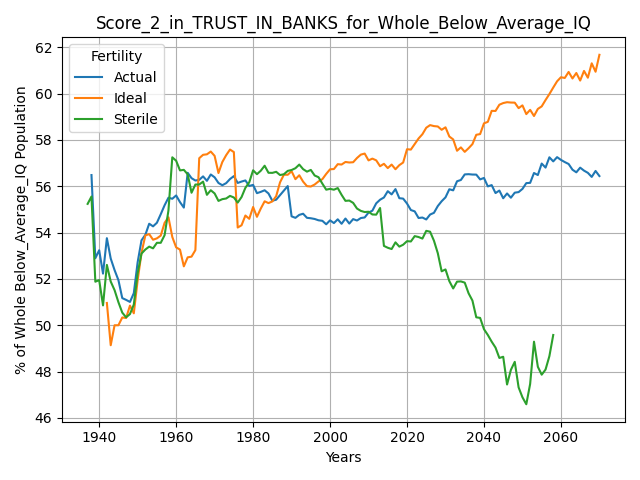 Score_2_in_TRUST_IN_BANKS_for_Whole_Below_Average_IQ
Fertility
Actual
Ideal
Sterile
% of Whole Below_Average_IQ Population
62
60
58
56
54
52
50
48
46
1940 1960 1980 2000 2020 2040 2060
Years